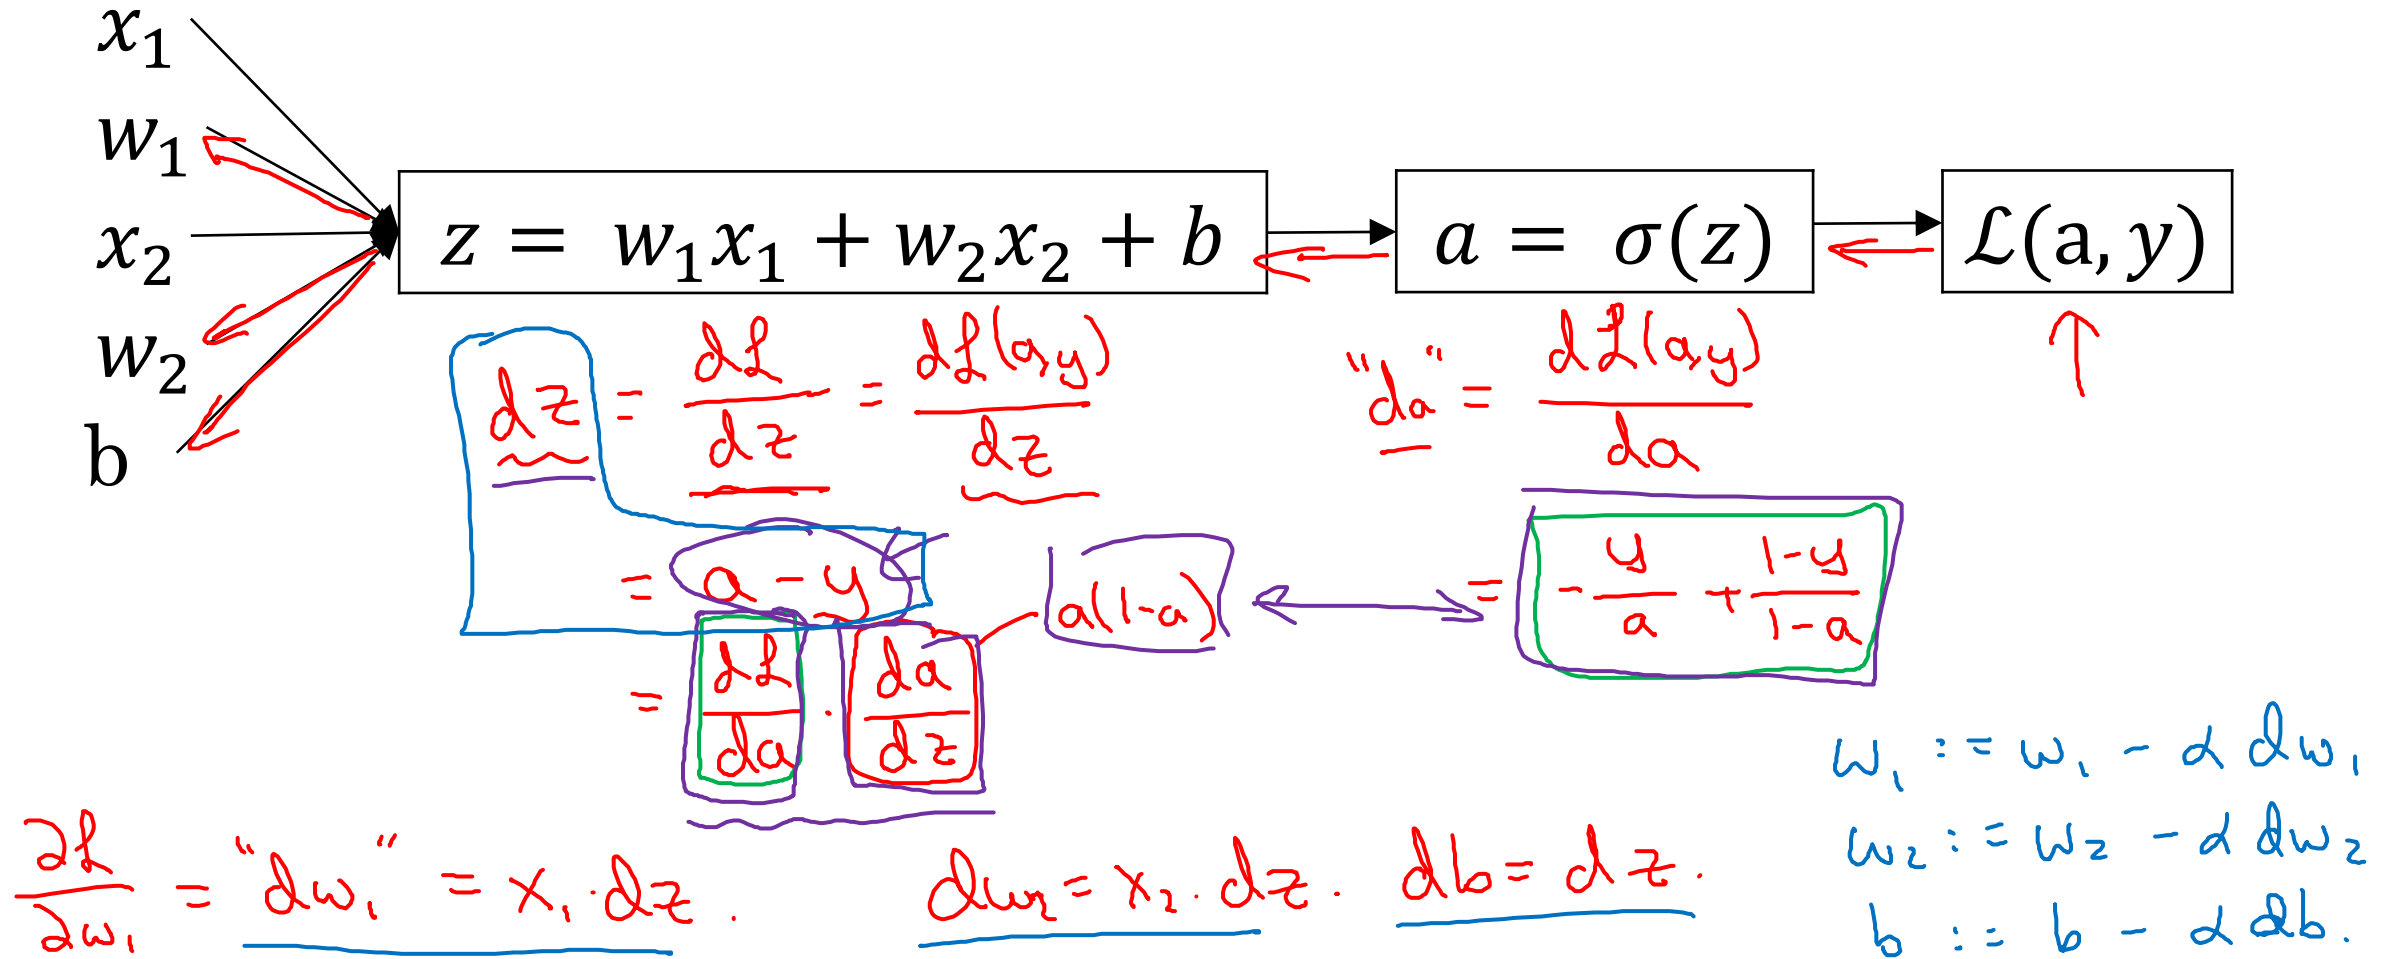 x₁
w₁
x₂
w₂
b
z = w₁x₁ + w₂x₂ + b
a = σ(z)
ℒ(a, y)
dz = dℒ/dz = dℒ(a,y)/dz
= a - y
= dℒ/da · da/dz
a(1-a)
"da" = dℒ(a,y)/da
= - y/a + (1-y)/(1-a)
∂ℒ/∂w₁ = "dw₁" = x₁·dz.
dw₂ = x₂·dz.
db = dz.
w₁ := w₁ - α dw₁
w₂ := w₂ - α dw₂
b := b - α db.